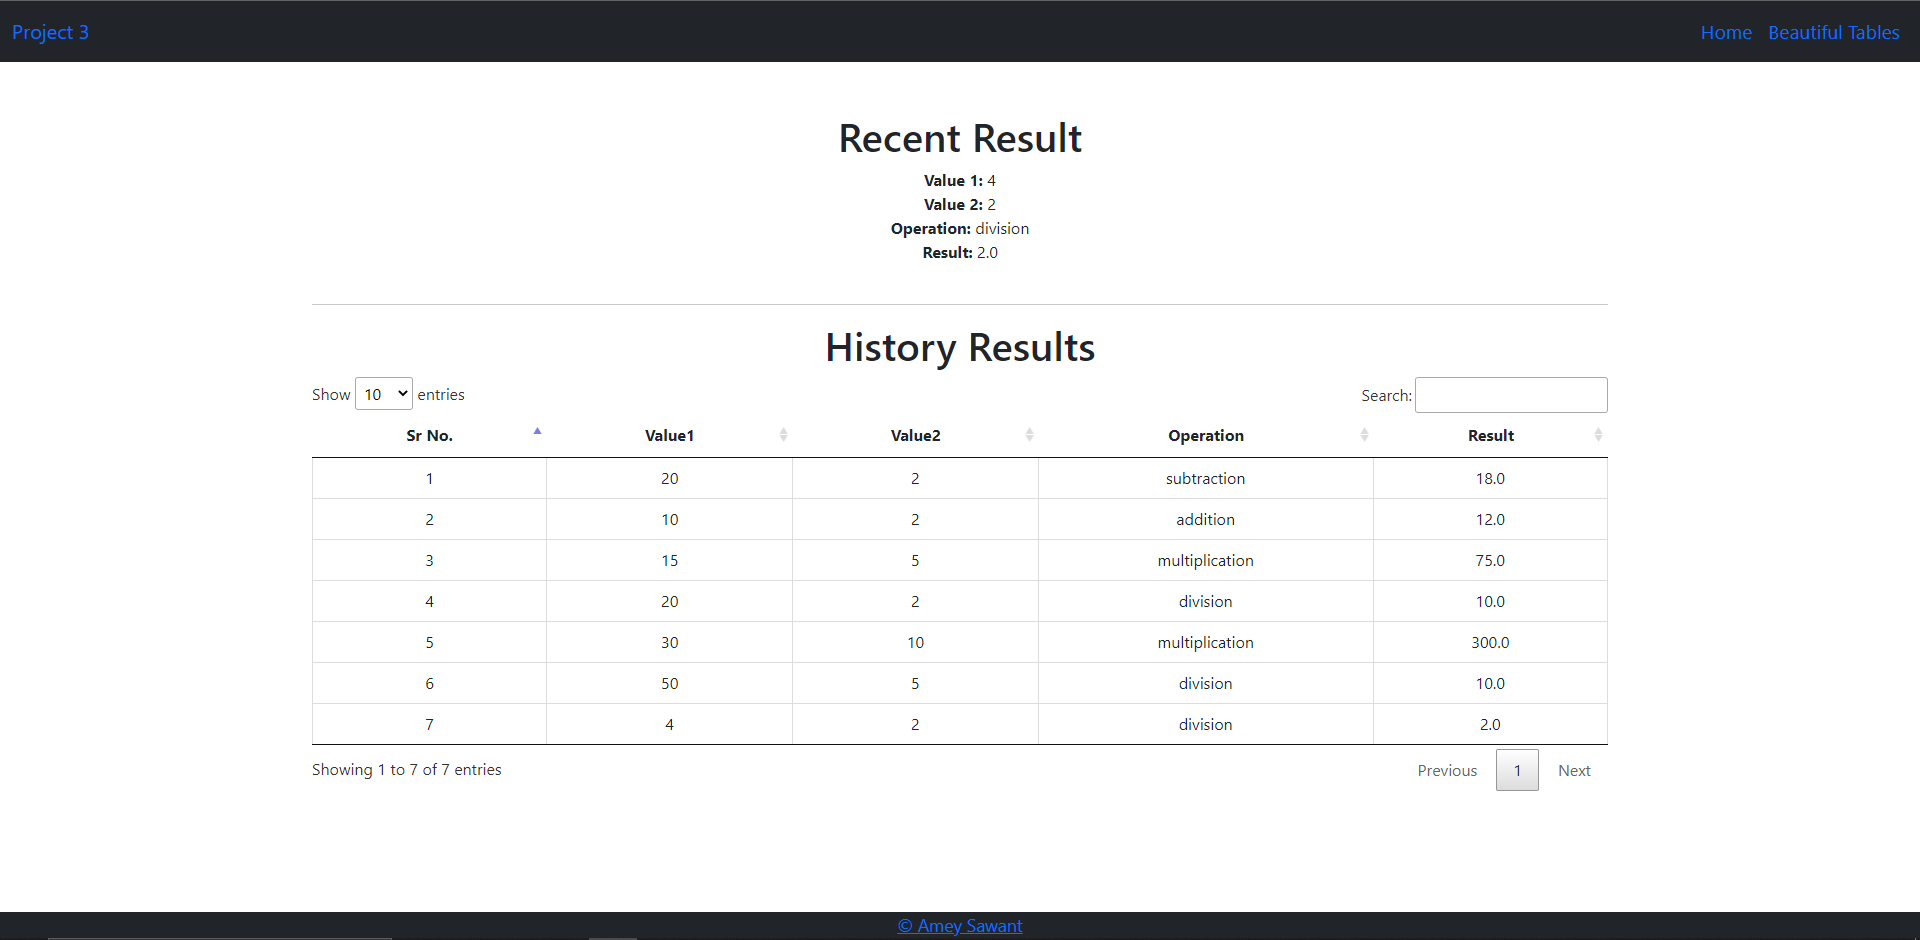 Project 3 Home Beautiful Tables
Recent Result
Value 1: 4
Value 2: 2
Operation: division
Result: 2.0
History Results
Show 10 entries Search:
Sr No. Value1 Value2 Operation Result
1 20 2 subtraction 18.0
2 10 2 addition 12.0
3 15 5 multiplication 75.0
4 20 2 division 10.0
5 30 10 multiplication 300.0
6 50 5 division 10.0
7 4 2 division 2.0
Showing 1 to 7 of 7 entries Previous 1 Next
© Amey Sawant